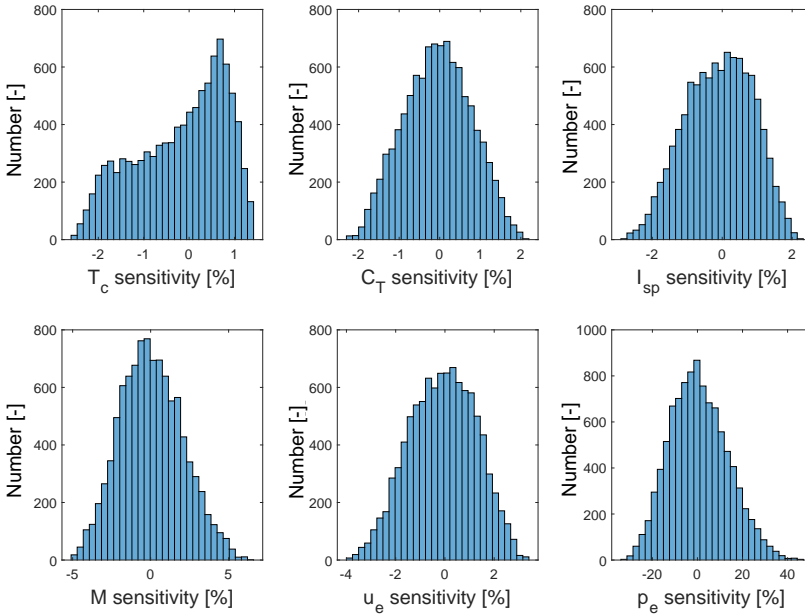 800
600
400
200
0
Number [-]
-2 -1 0 1
T_c sensitivity [%]
800
600
400
200
0
Number [-]
-2 -1 0 1 2
C_T sensitivity [%]
800
600
400
200
0
Number [-]
-2 0 2
I_sp sensitivity [%]
800
600
400
200
0
Number [-]
-5 0 5
M sensitivity [%]
800
600
400
200
0
Number [-]
-4 -2 0 2
u_e sensitivity [%]
1000
800
600
400
200
0
Number [-]
-20 0 20 40
p_e sensitivity [%]